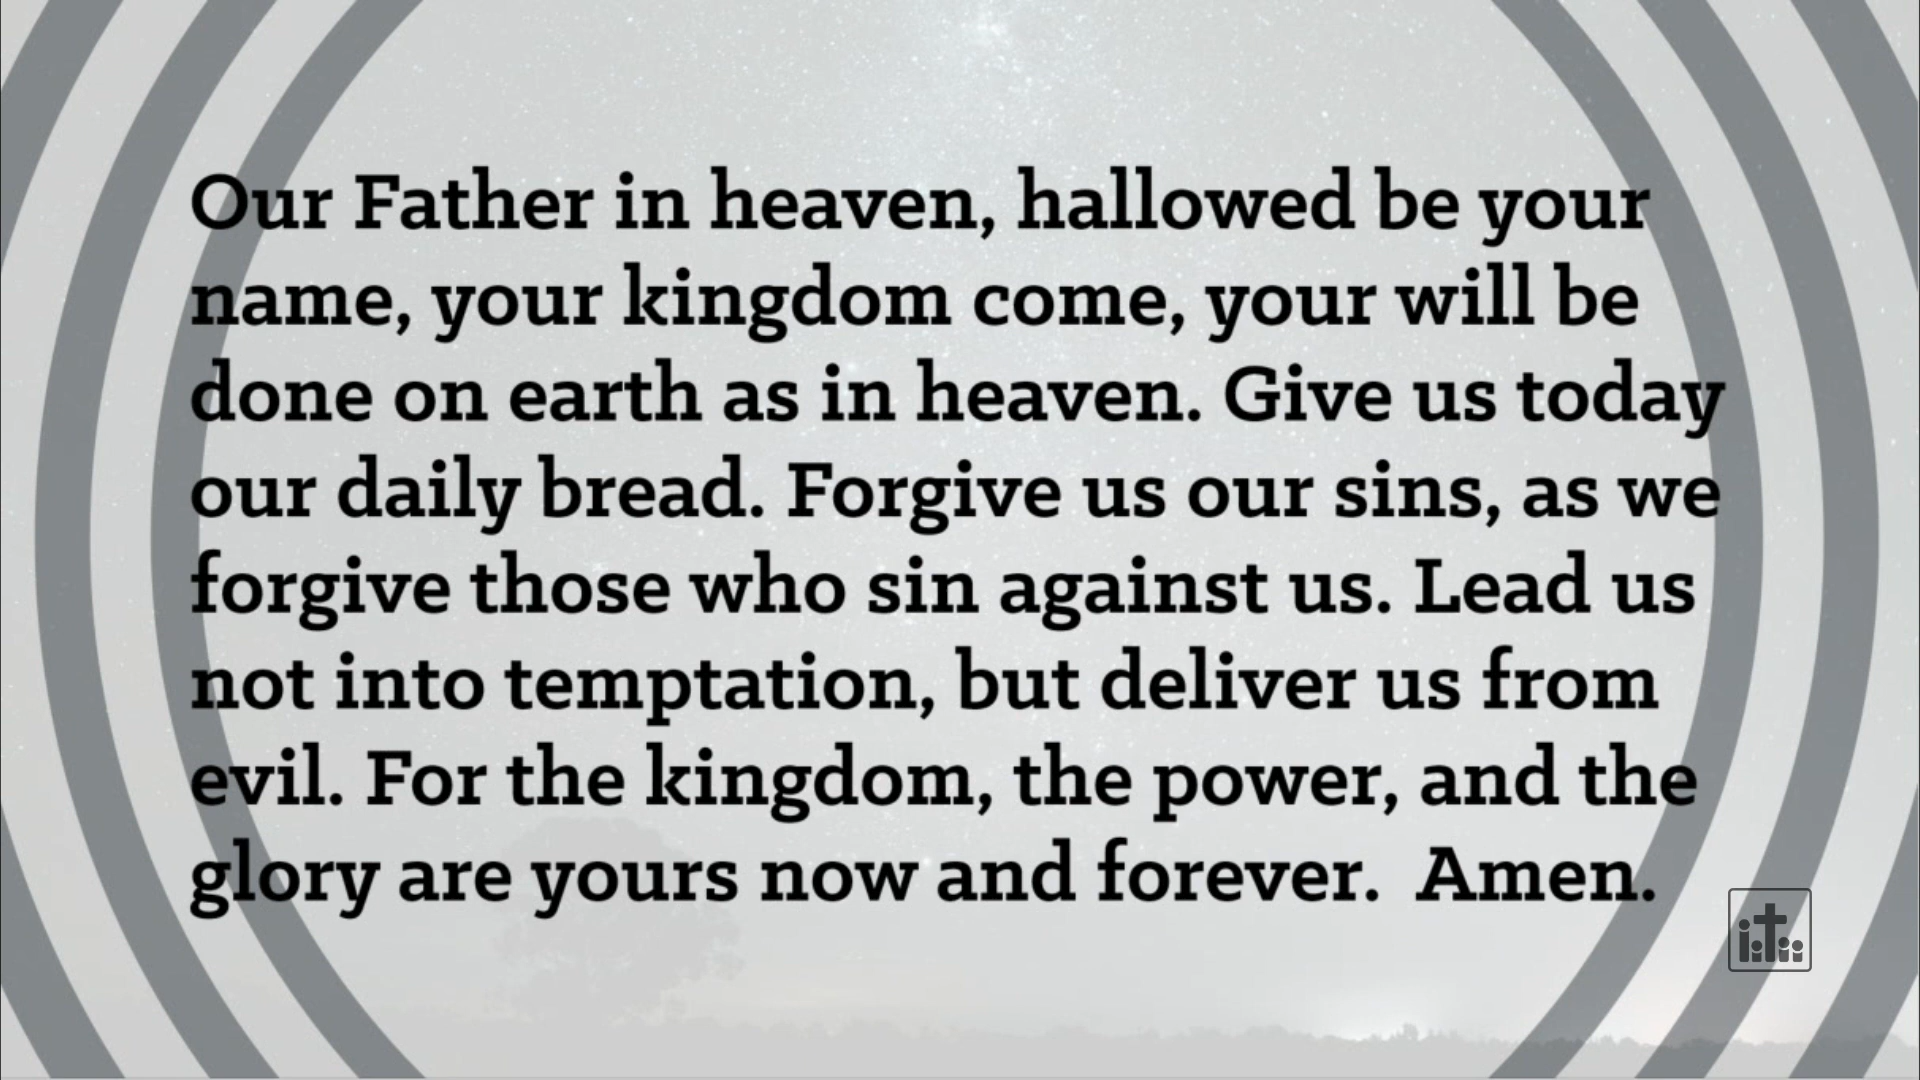 Our Father in heaven, hallowed be your
name, your kingdom come, your will be
done on earth as in heaven. Give us today
our daily bread. Forgive us our sins, as we
forgive those who sin against us. Lead us
not into temptation, but deliver us from
evil. For the kingdom, the power, and the
glory are yours now and forever.  Amen.